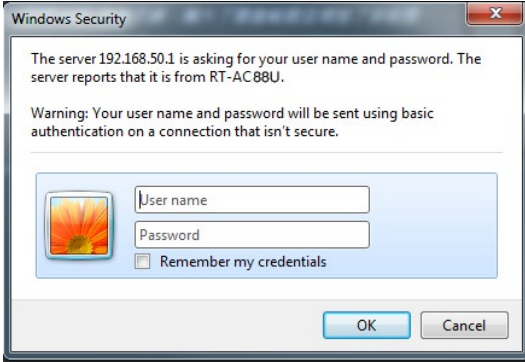 Windows Security
The server 192.168.50.1 is asking for your user name and password. The
server reports that it is from RT-AC88U.
Warning: Your user name and password will be sent using basic
authentication on a connection that isn't secure.
User name
Password
Remember my credentials
OK
Cancel